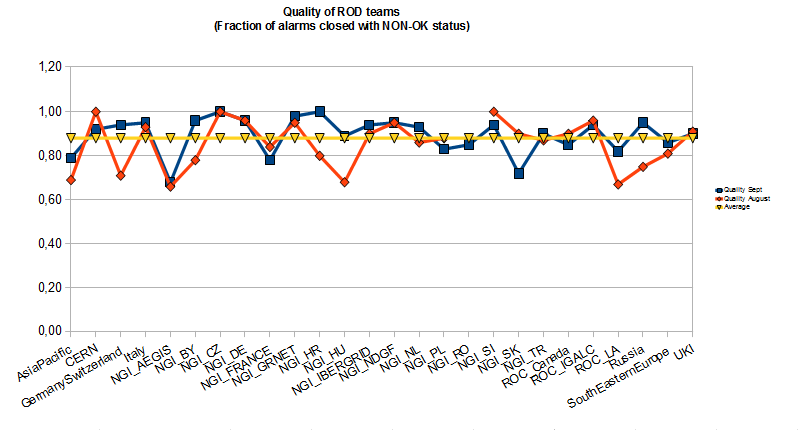 Quality of ROD teams
(Fraction of alarms closed with NON-OK status)
1,20
1,00
0,80
0,60
0,40
0,20
0,00
AsiaPacific
CERN
GermanySwitzerland
Italy
NGI_AEGIS
NGI_BY
NGI_CZ
NGI_DE
NGI_FRANCE
NGI_GRNET
NGI_HR
NGI_HU
NGI_IBERGRID
NGI_NDGF
NGI_NL
NGI_PL
NGI_RO
NGI_SI
NGI_SK
NGI_TR
ROC_Canada
ROC_IGALC
ROC_LA
Russia
SouthEasternEurope
UKI
Quality Sept
Quality August
Average